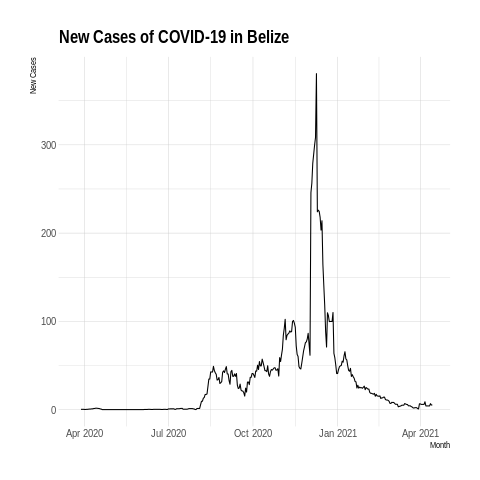 New Cases of COVID-19 in Belize
New Cases
300
200
100
0
Apr 2020 Jul 2020 Oct 2020 Jan 2021 Apr 2021
Month